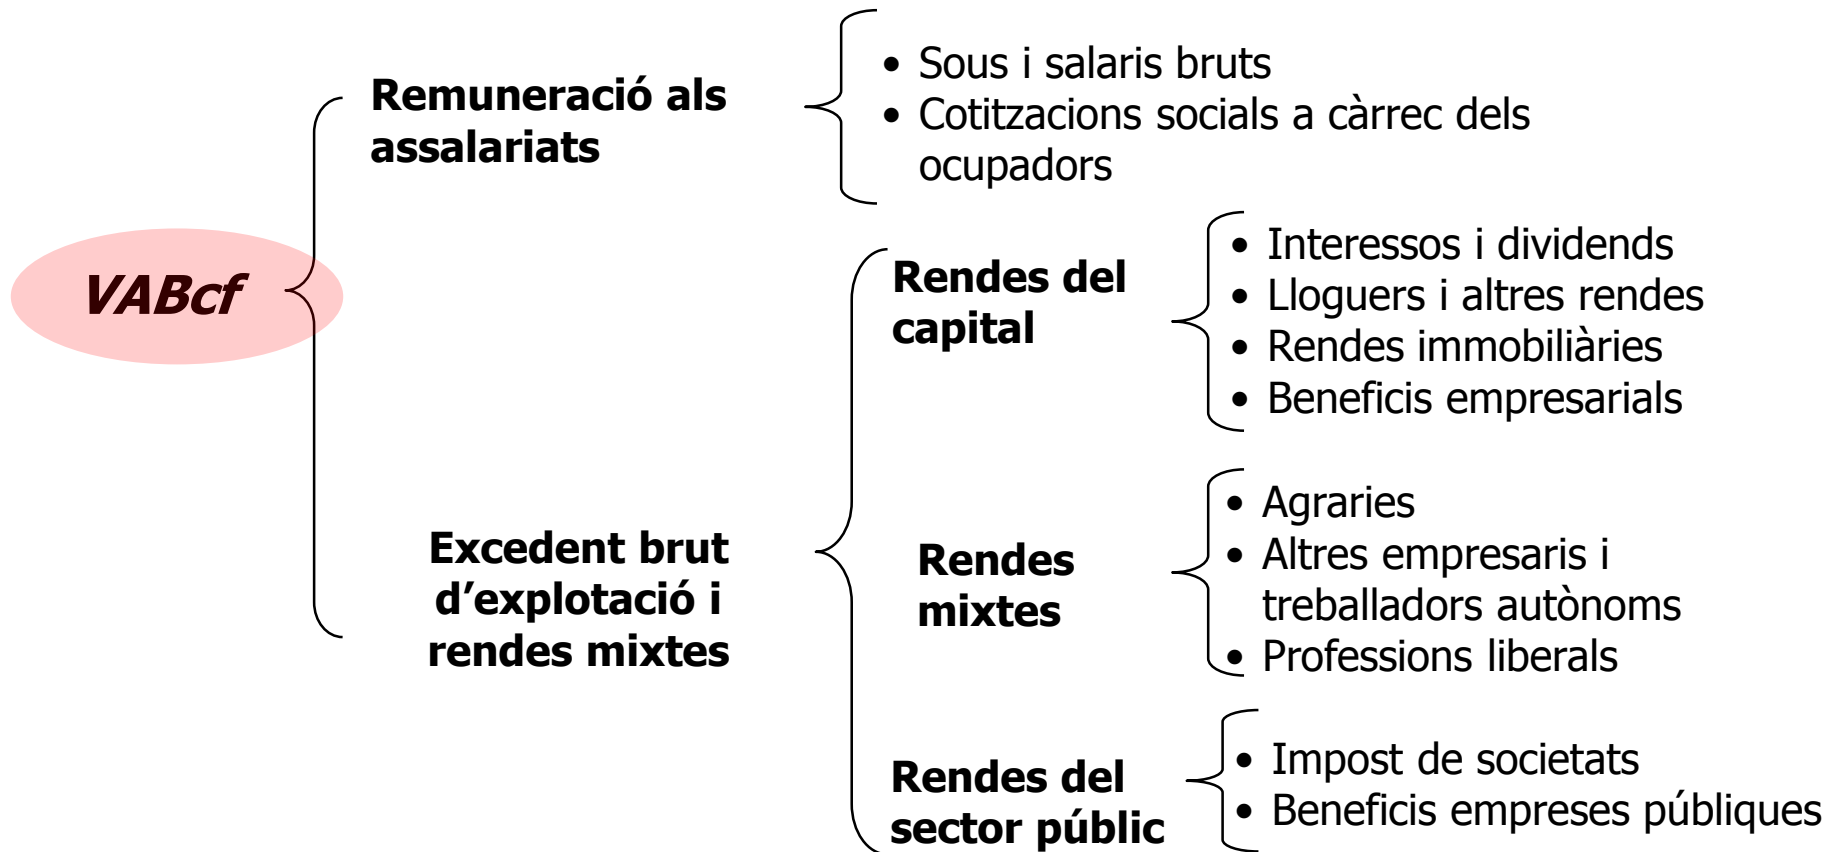 VABcf
Remuneració als
assalariats
• Sous i salaris bruts
• Cotitzacions socials a càrrec dels
ocupadors
Excedent brut
d’explotació i
rendes mixtes
Rendes del
capital
• Interessos i dividends
• Lloguers i altres rendes
• Rendes immobiliàries
• Beneficis empresarials
Rendes
mixtes
• Agraries
• Altres empresaris i
treballadors autònoms
• Professions liberals
Rendes del
sector públic
• Impost de societats
• Beneficis empreses públiques